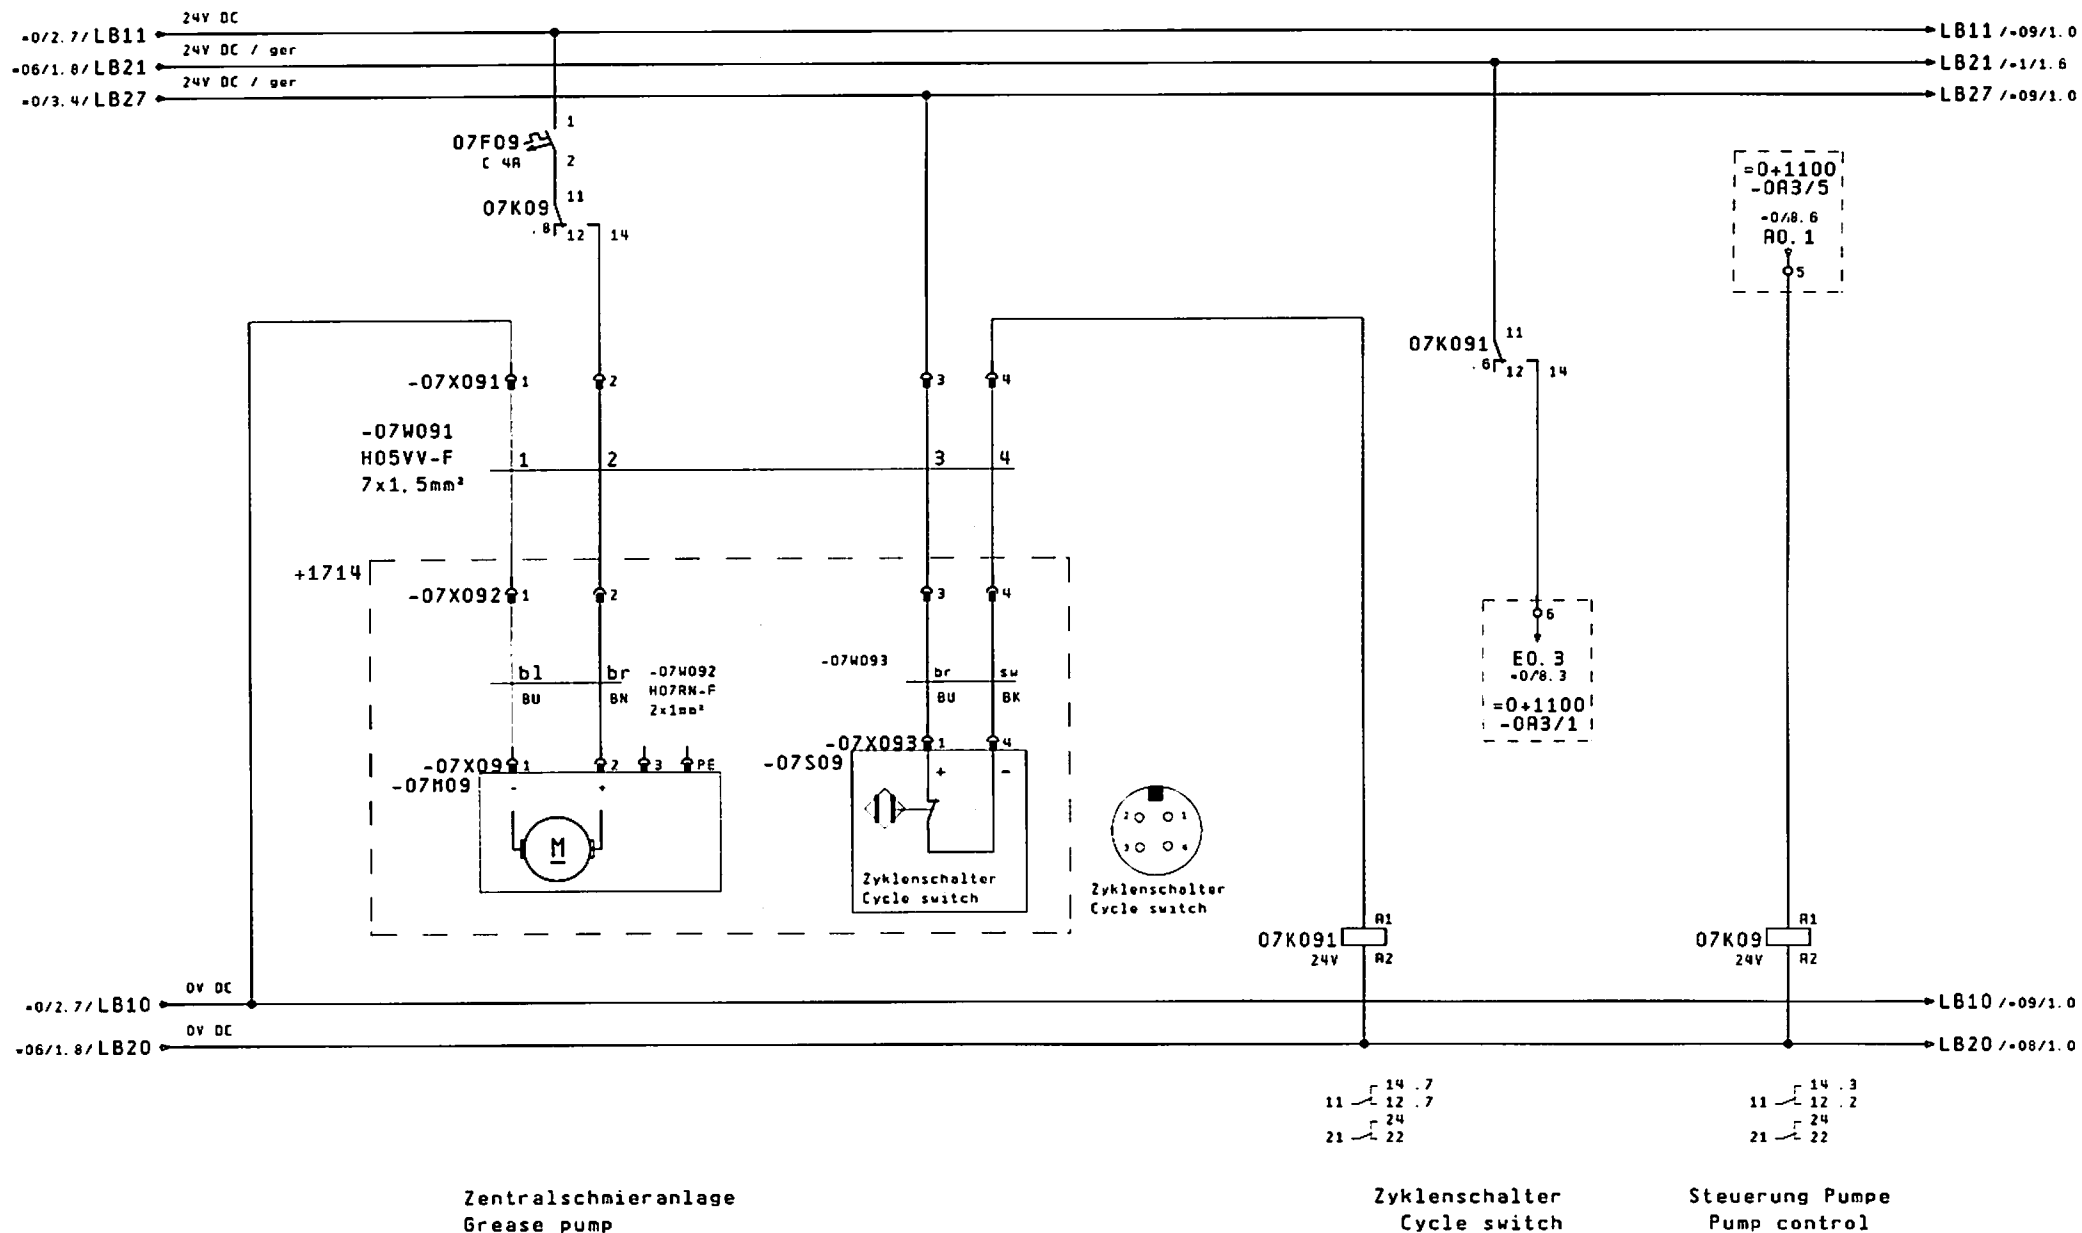 24V DC
=0/2.7/LB11
LB11/=09/1.0
24V DC / ger
=06/1.8/LB21
LB21/=1/1.6
24V DC / ger
=0/3.4/LB27
LB27/=09/1.0
1
07F09
C 4A
2
11
07K09
.8
12
14
=0+1100
-0A3/5
=0/8.6
A0.1
5
11
07K091
.6
12
14
-07X091
1
2
3
4
-07W091
H05VV-F
7x1,5mm²
1
2
3
4
+1714
-07X092
1
2
3
4
bl
br
-07W092
H07RN-F
2x1mm²
BU
BN
-07W093
br
sw
BU
BK
6
E0.3
=0/8.3
=0+1100
-0A3/1
-07X09
1
2
3
PE
-07M09
-
+
M
-07X093
1
4
-07S09
+
-
Zyklenschalter
Cycle switch
2
1
3
4
Zyklenschalter
Cycle switch
A1
07K091
24V
A2
A1
07K09
24V
A2
0V DC
=0/2.7/LB10
LB10/=09/1.0
0V DC
=06/1.8/LB20
LB20/=08/1.0
14 .7
11
12 .7
24
21
22
14 .3
11
12 .2
24
21
22
Zentralschmieranlage
Grease pump
Zyklenschalter
Cycle switch
Steuerung Pumpe
Pump control